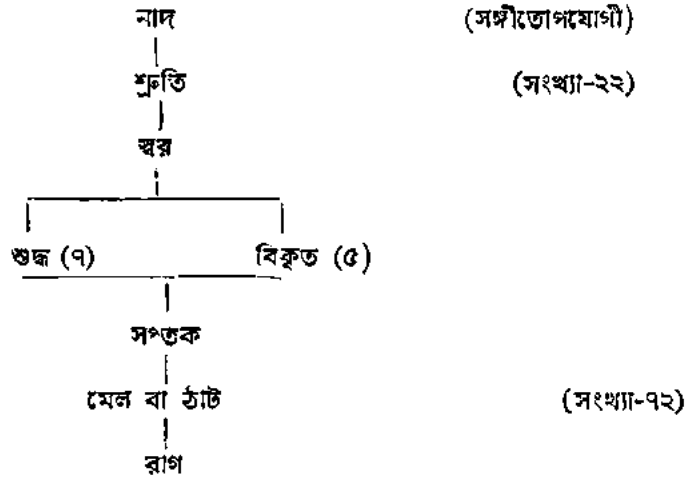 নাদ (সঙ্গীতোপযোগী)
শ্রুতি (সংখ্যা-২২)
স্বর
শুদ্ধ (৭) বিকৃত (৫)
সপ্তক
মেল বা ঠাট (সংখ্যা-৭২)
রাগ